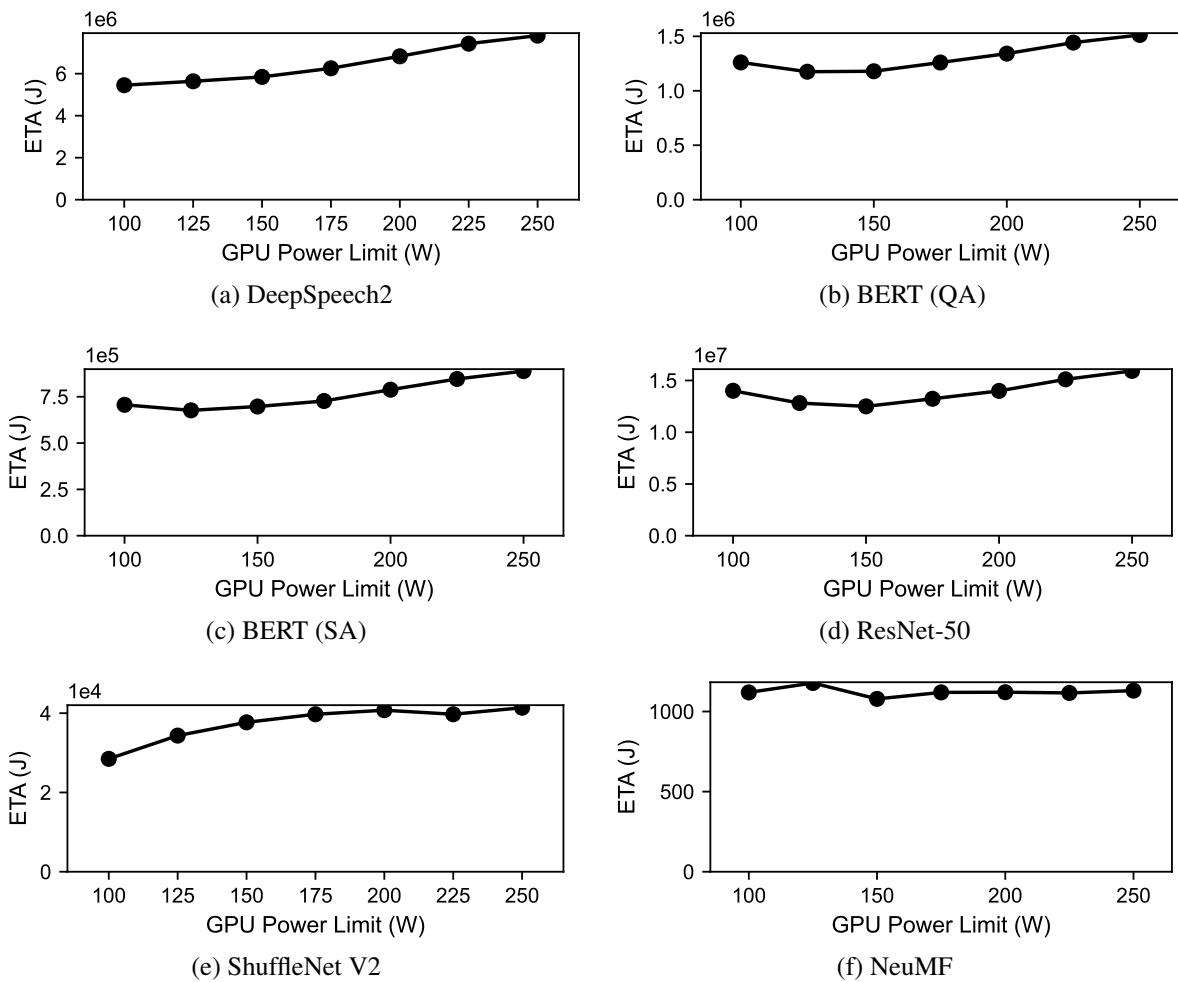 1e6
ETA (J)
6
4
2
0
100 125 150 175 200 225 250
GPU Power Limit (W)
(a) DeepSpeech2
1e6
ETA (J)
1.5
1.0
0.5
0.0
100 150 200 250
GPU Power Limit (W)
(b) BERT (QA)
1e5
ETA (J)
7.5
5.0
2.5
0.0
100 150 200 250
GPU Power Limit (W)
(c) BERT (SA)
1e7
ETA (J)
1.5
1.0
0.5
0.0
100 150 200 250
GPU Power Limit (W)
(d) ResNet-50
1e4
ETA (J)
4
2
0
100 125 150 175 200 225 250
GPU Power Limit (W)
(e) ShuffleNet V2
ETA (J)
1000
500
0
100 150 200 250
GPU Power Limit (W)
(f) NeuMF